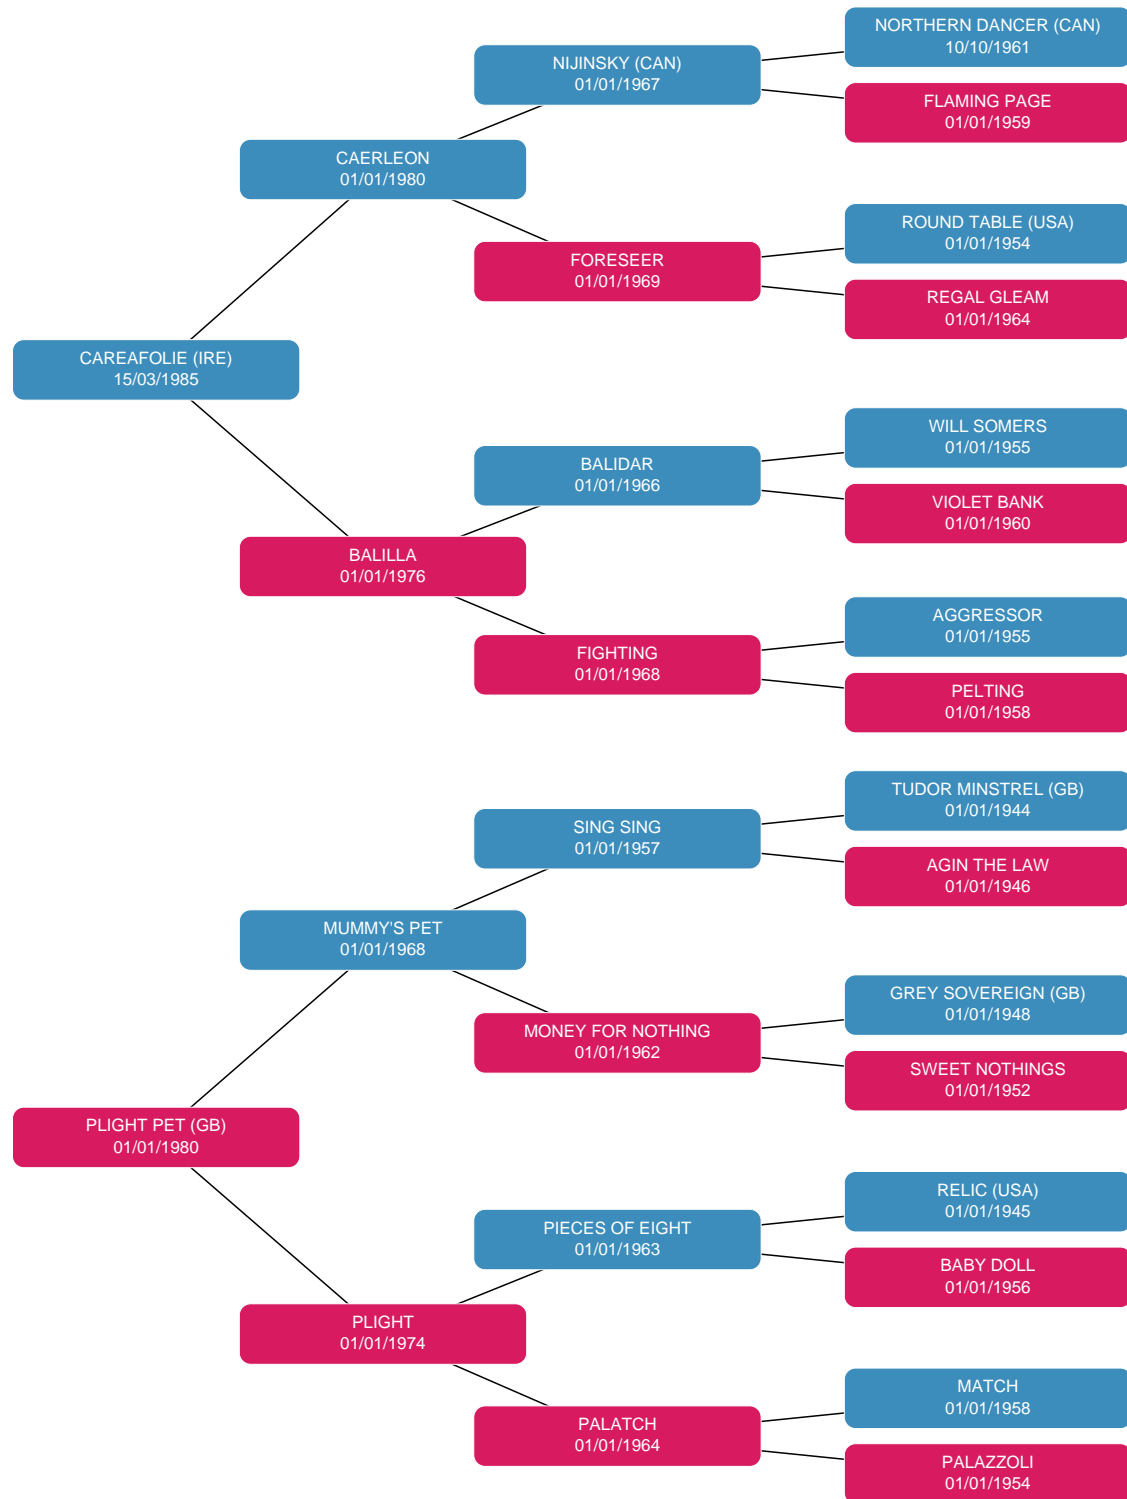 NORTHERN DANCER (CAN)
10/10/1961
NIJINSKY (CAN)
01/01/1967
FLAMING PAGE
01/01/1959
CAERLEON
01/01/1980
ROUND TABLE (USA)
01/01/1954
FORESEER
01/01/1969
REGAL GLEAM
01/01/1964
CAREAFOLIE (IRE)
15/03/1985
WILL SOMERS
01/01/1955
BALIDAR
01/01/1966
VIOLET BANK
01/01/1960
BALILLA
01/01/1976
AGGRESSOR
01/01/1955
FIGHTING
01/01/1968
PELTING
01/01/1958
TUDOR MINSTREL (GB)
01/01/1944
SING SING
01/01/1957
AGIN THE LAW
01/01/1946
MUMMY'S PET
01/01/1968
GREY SOVEREIGN (GB)
01/01/1948
MONEY FOR NOTHING
01/01/1962
SWEET NOTHINGS
01/01/1952
PLIGHT PET (GB)
01/01/1980
RELIC (USA)
01/01/1945
PIECES OF EIGHT
01/01/1963
BABY DOLL
01/01/1956
PLIGHT
01/01/1974
MATCH
01/01/1958
PALATCH
01/01/1964
PALAZZOLI
01/01/1954